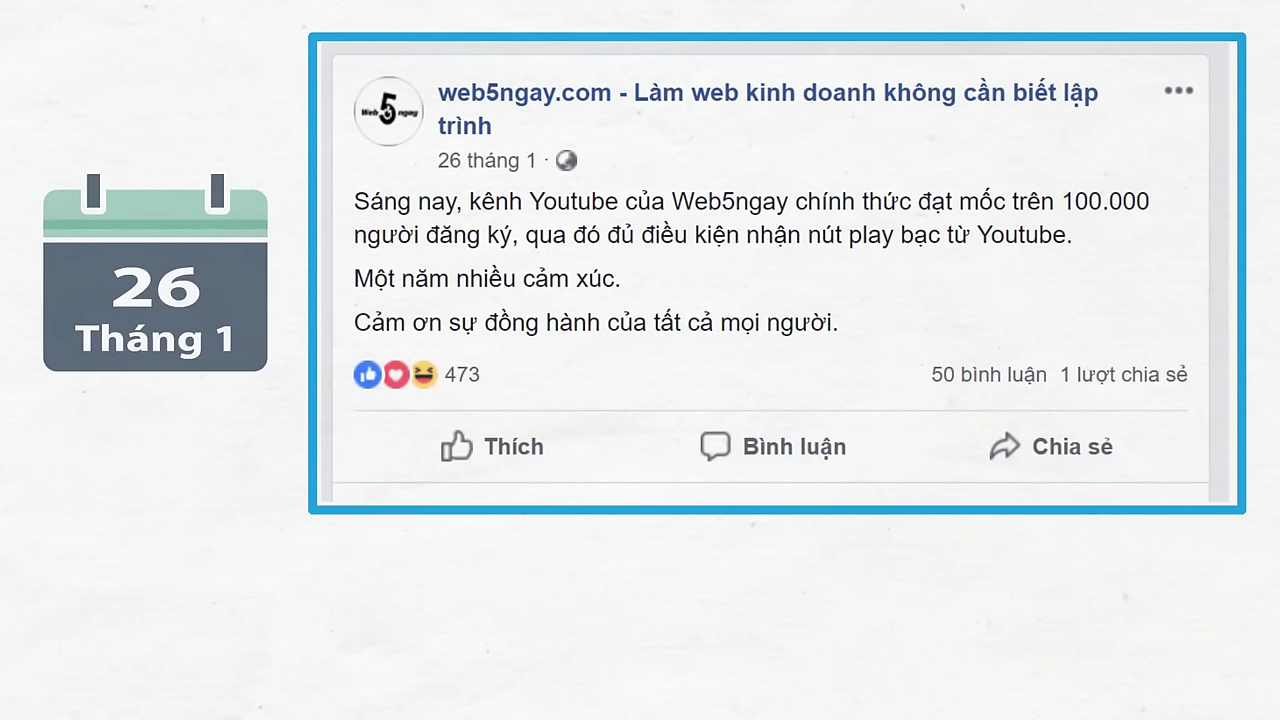 26
Tháng 1
Web 5 ngay
web5ngay.com - Làm web kinh doanh không cần biết lập
trình
26 tháng 1 ·
Sáng nay, kênh Youtube của Web5ngay chính thức đạt mốc trên 100.000
người đăng ký, qua đó đủ điều kiện nhận nút play bạc từ Youtube.
Một năm nhiều cảm xúc.
Cảm ơn sự đồng hành của tất cả mọi người.
473
50 bình luận 1 lượt chia sẻ
Thích Bình luận Chia sẻ